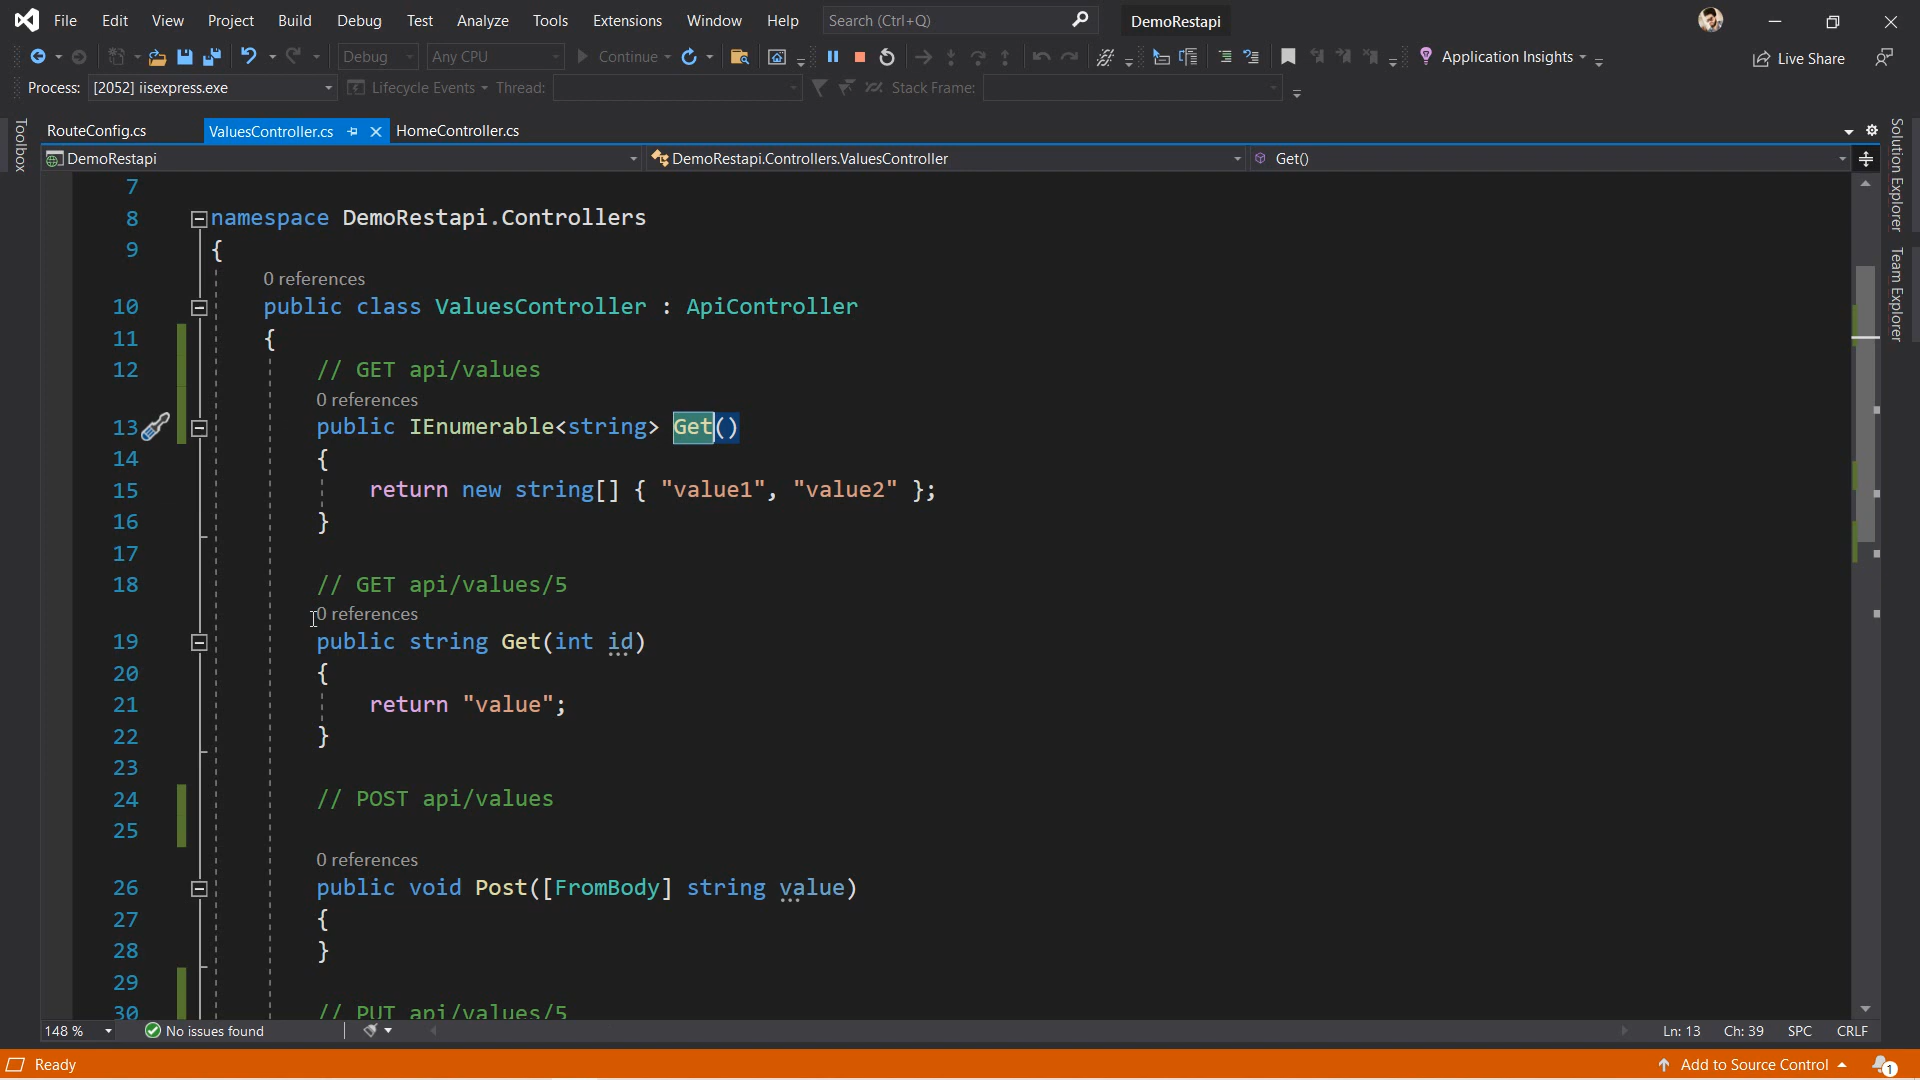 File Edit View Project Build Debug Test Analyze Tools Extensions Window Help Search (Ctrl+Q) DemoRestapi
Debug Any CPU Continue Application Insights Live Share
Process: [2052] iisexpress.exe Lifecycle Events Thread: Stack Frame:
Toolbox
RouteConfig.cs ValuesController.cs HomeController.cs
DemoRestapi DemoRestapi.Controllers.ValuesController Get()
7
8 namespace DemoRestapi.Controllers
9 {
0 references
10 public class ValuesController : ApiController
11 {
12 // GET api/values
0 references
13 public IEnumerable<string> Get()
14 {
15 return new string[] { "value1", "value2" };
16 }
17
18 // GET api/values/5
0 references
19 public string Get(int id)
20 {
21 return "value";
22 }
23
24 // POST api/values
25
0 references
26 public void Post([FromBody] string value)
27 {
28 }
29
30 // PUT api/values/5
Solution Explorer
Team Explorer
148 % No issues found Ln: 13 Ch: 39 SPC CRLF
Ready Add to Source Control 1